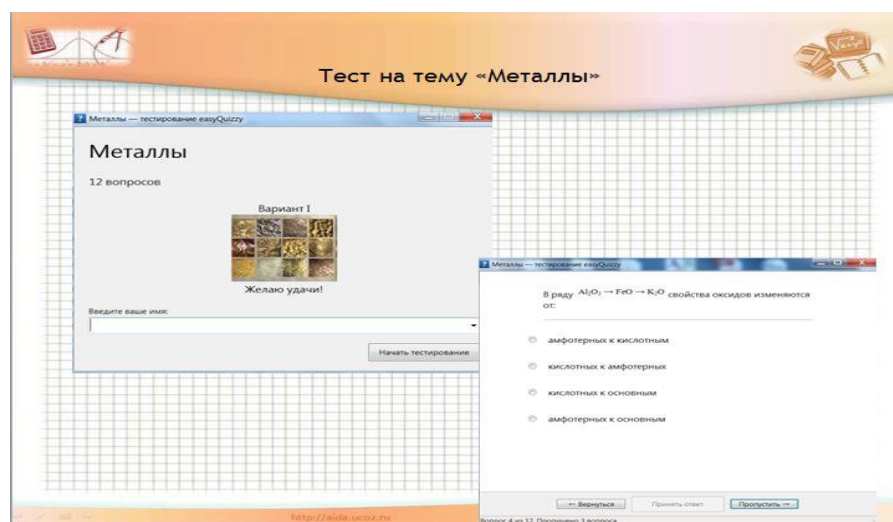 Тест на тему «Металлы»
Металлы — тестирование easyQuizzy
Металлы
12 вопросов
Вариант I
Желаю удачи!
Введите ваше имя:
Начать тестирование
Металлы — тестирование easyQuizzy
В ряду Al₂O₃ → FeO → K₂O свойства оксидов изменяются
от:
амфотерных к кислотным
кислотных к амфотерных
кислотных к основным
амфотерных к основным
← Вернуться
Принять ответ
Пропустить →
Вопрос 4 из 12. Пропущено 3 вопроса.
http://aida.ucoz.ru